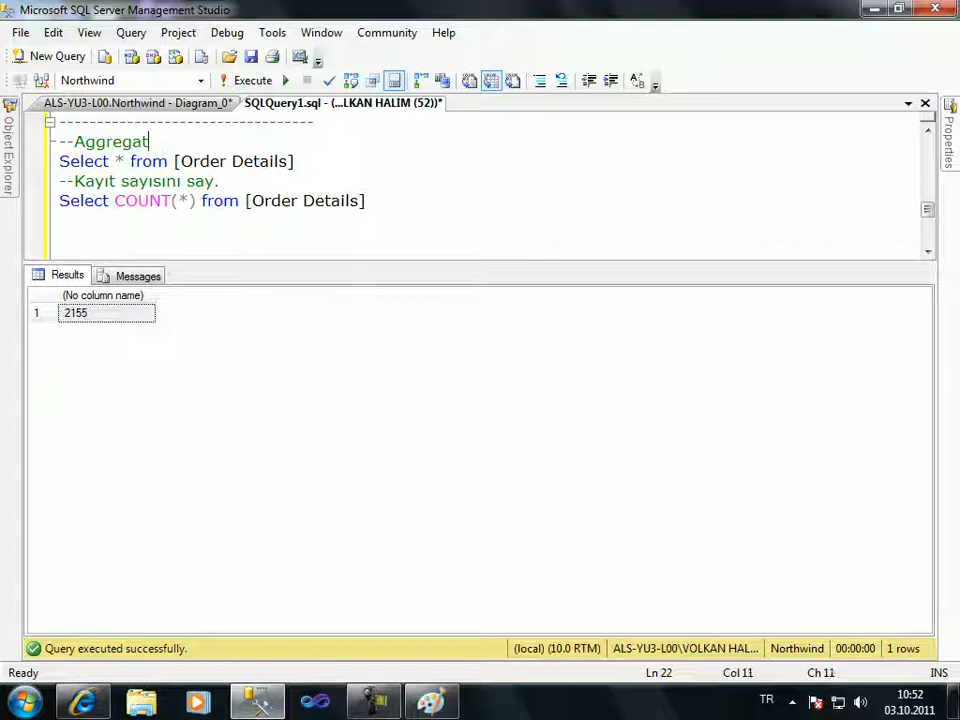 Microsoft SQL Server Management Studio
File Edit View Query Project Debug Tools Window Community Help
New Query
Northwind Execute
ALS-YU3-L00.Northwind - Diagram_0* SQLQuery1.sql - (...LKAN HALIM (52))*
Object Explorer
Properties
--------------------------------
--Aggregat
Select * from [Order Details]
--Kayıt sayısını say.
Select COUNT(*) from [Order Details]
Results Messages
(No column name)
1 2155
Query executed successfully. (local) (10.0 RTM) ALS-YU3-L00\VOLKAN HAL... Northwind 00:00:00 1 rows
Ready Ln 22 Col 11 Ch 11 INS
TR 10:52
03.10.2011